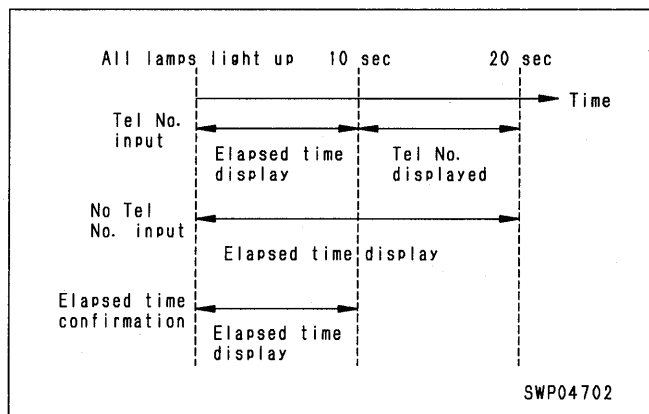 All lamps light up 10 sec 20 sec
Time
Tel No.
input
Elapsed time
display
Tel No.
displayed
No Tel
No. input
Elapsed time display
Elapsed time
confirmation
Elapsed time
display
SWP04702